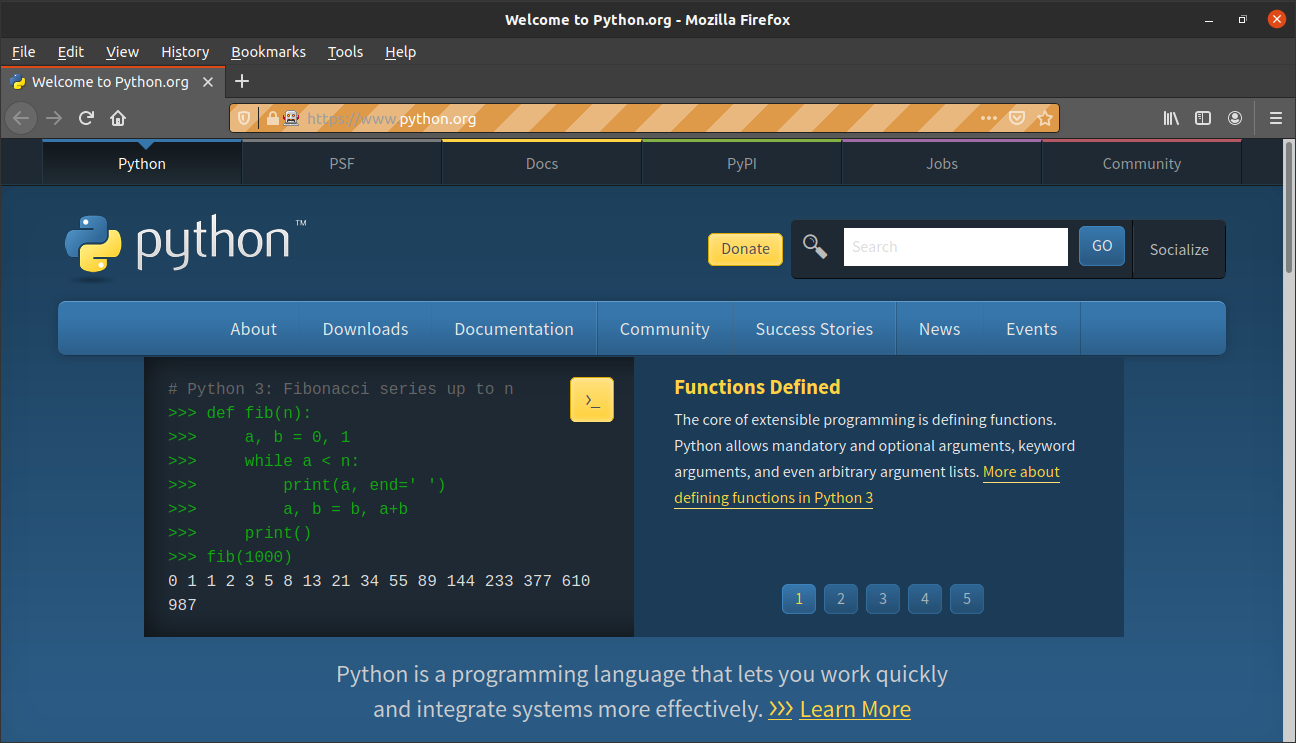 Welcome to Python.org - Mozilla Firefox
File Edit View History Bookmarks Tools Help
Welcome to Python.org
https://www.python.org
Python PSF Docs PyPI Jobs Community
python™
Donate Search GO Socialize
About Downloads Documentation Community Success Stories News Events
# Python 3: Fibonacci series up to n
>>> def fib(n):
>>>     a, b = 0, 1
>>>     while a < n:
>>>         print(a, end=' ')
>>>         a, b = b, a+b
>>>     print()
>>> fib(1000)
0 1 1 2 3 5 8 13 21 34 55 89 144 233 377 610
987
>_
Functions Defined
The core of extensible programming is defining functions.
Python allows mandatory and optional arguments, keyword
arguments, and even arbitrary argument lists. More about
defining functions in Python 3
1 2 3 4 5
Python is a programming language that lets you work quickly
and integrate systems more effectively. >>> Learn More